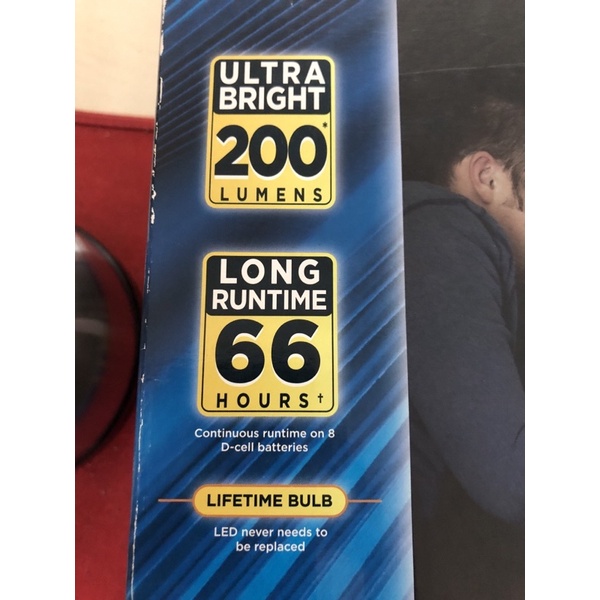 ULTRA
BRIGHT
200*
LUMENS
LONG
RUNTIME
66
HOURS†
Continuous runtime on 8
D-cell batteries
LIFETIME BULB
LED never needs to
be replaced